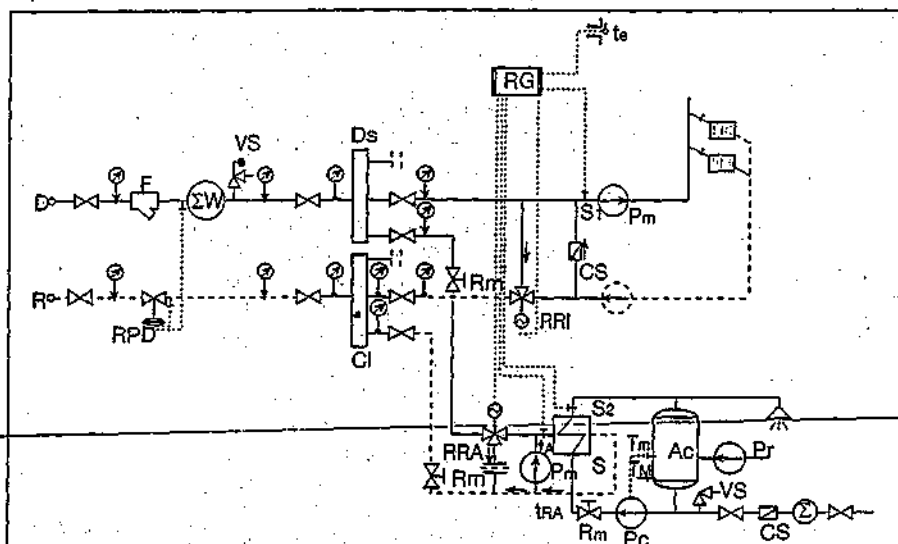 te
RG
VS
Ds
F
D
ΣW
S1
Pm
Rm
CS
R
RPD
RRI
Cl
S2
RRA
tA
S
Tm
Ac
Pr
Rm
Pm
TM
VS
tRA
Rm
Pc
CS
Σ